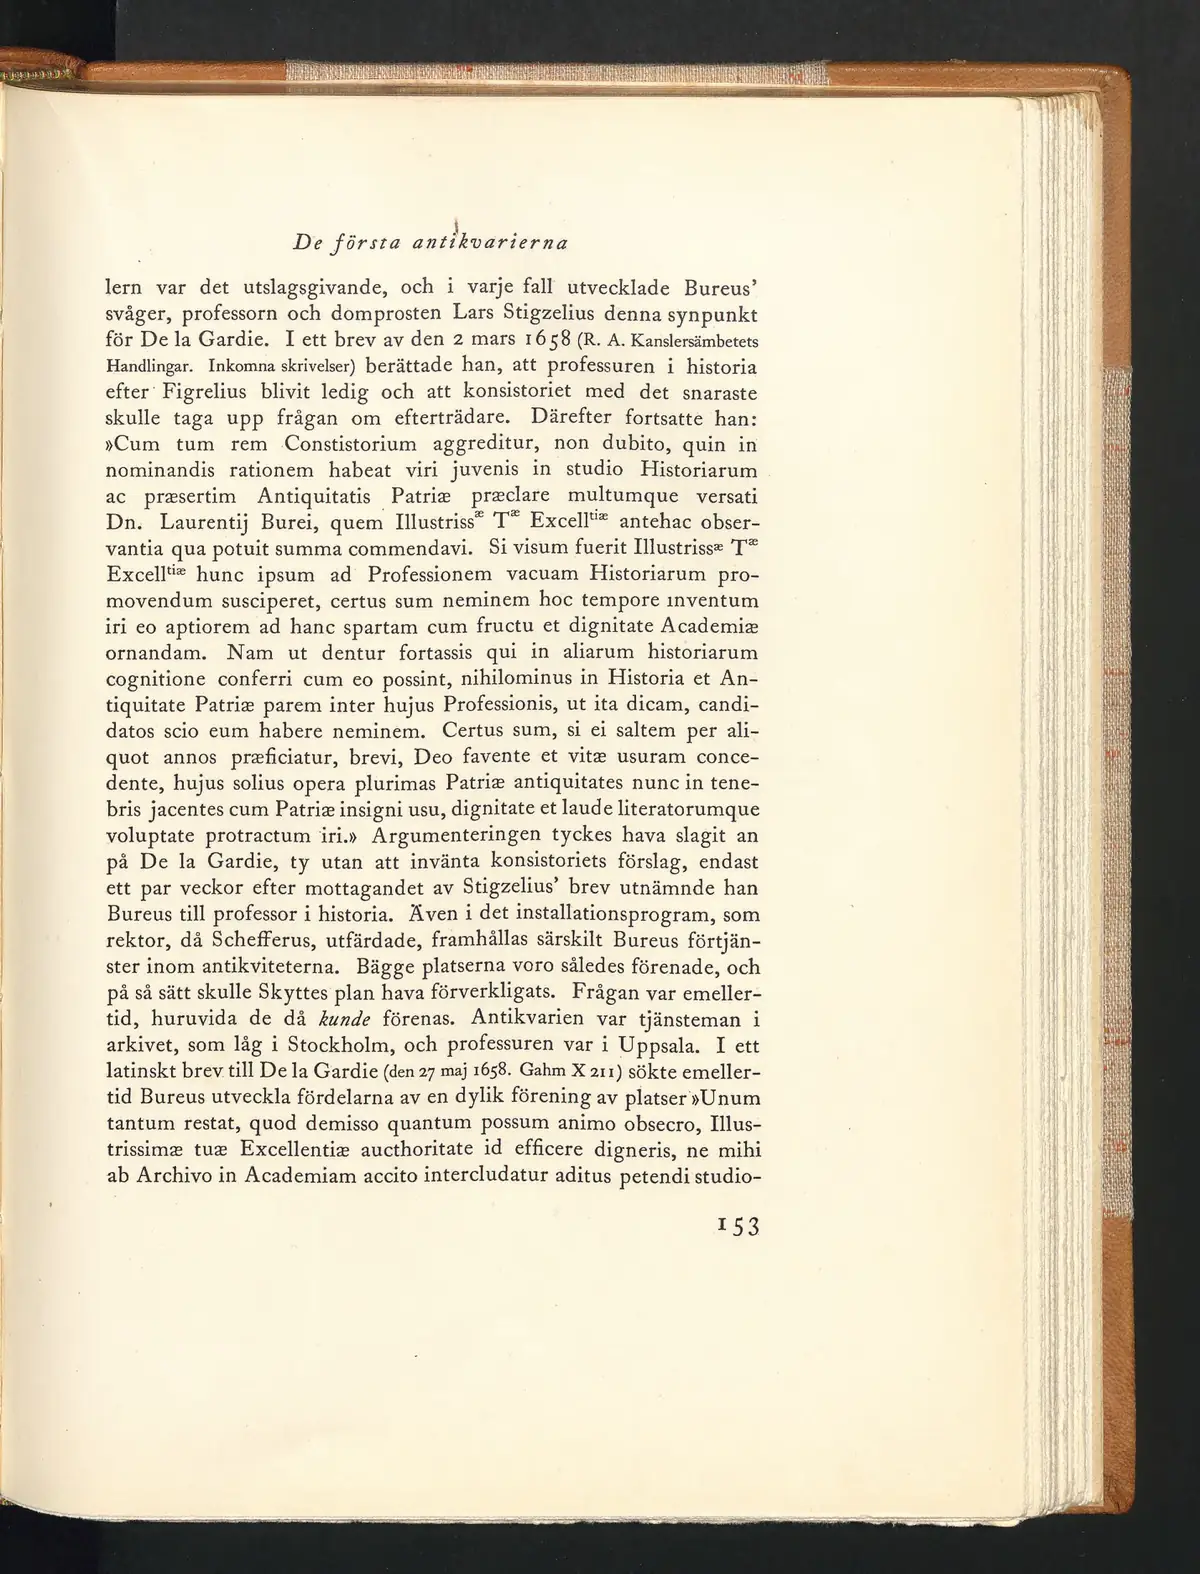 De första antikvarierna
lern var det utslagsgivande, och i varje fall utvecklade Bureus’
svåger, professorn och domprosten Lars Stigzelius denna synpunkt
för De la Gardie. I ett brev av den 2 mars 1658 (R. A. Kanslersämbetets
Handlingar. Inkomna skrivelser) berättade han, att professuren i historia
efter Figrelius blivit ledig och att konsistoriet med det snaraste
skulle taga upp frågan om efterträdare. Därefter fortsatte han:
»Cum tum rem Constistorium aggreditur, non dubito, quin in
nominandis rationem habeat viri juvenis in studio Historiarum
ac præsertim Antiquitatis Patriæ præclare multumque versati
Dn. Laurentij Burei, quem Illustrissæ Tæ Excelltiæ antehac obser-
vantia qua potuit summa commendavi. Si visum fuerit Illustrissæ Tæ
Excelltiæ hunc ipsum ad Professionem vacuam Historiarum pro-
movendum susciperet, certus sum neminem hoc tempore inventum
iri eo aptiorem ad hanc spartam cum fructu et dignitate Academiæ
ornandam. Nam ut dentur fortassis qui in aliarum historiarum
cognitione conferri cum eo possint, nihilominus in Historia et An-
tiquitate Patriæ parem inter hujus Professionis, ut ita dicam, candi-
datos scio eum habere neminem. Certus sum, si ei saltem per ali-
quot annos præficiatur, brevi, Deo favente et vitæ usuram conce-
dente, hujus solius opera plurimas Patriæ antiquitates nunc in tene-
bris jacentes cum Patriæ insigni usu, dignitate et laude literatorumque
voluptate protractum iri.» Argumenteringen tyckes hava slagit an
på De la Gardie, ty utan att invänta konsistoriets förslag, endast
ett par veckor efter mottagandet av Stigzelius’ brev utnämnde han
Bureus till professor i historia. Även i det installationsprogram, som
rektor, då Schefferus, utfärdade, framhållas särskilt Bureus förtjän-
ster inom antikviteterna. Bägge platserna voro således förenade, och
på så sätt skulle Skyttes plan hava förverkligats. Frågan var emeller-
tid, huruvida de då kunde förenas. Antikvarien var tjänsteman i
arkivet, som låg i Stockholm, och professuren var i Uppsala. I ett
latinskt brev till De la Gardie (den 27 maj 1658. Gahm X 211) sökte emeller-
tid Bureus utveckla fördelarna av en dylik förening av platser »Unum
tantum restat, quod demisso quantum possum animo obsecro, Illus-
trissimæ tuæ Excellentiæ aucthoritate id efficere digneris, ne mihi
ab Archivo in Academiam accito intercludatur aditus petendi studio-
153